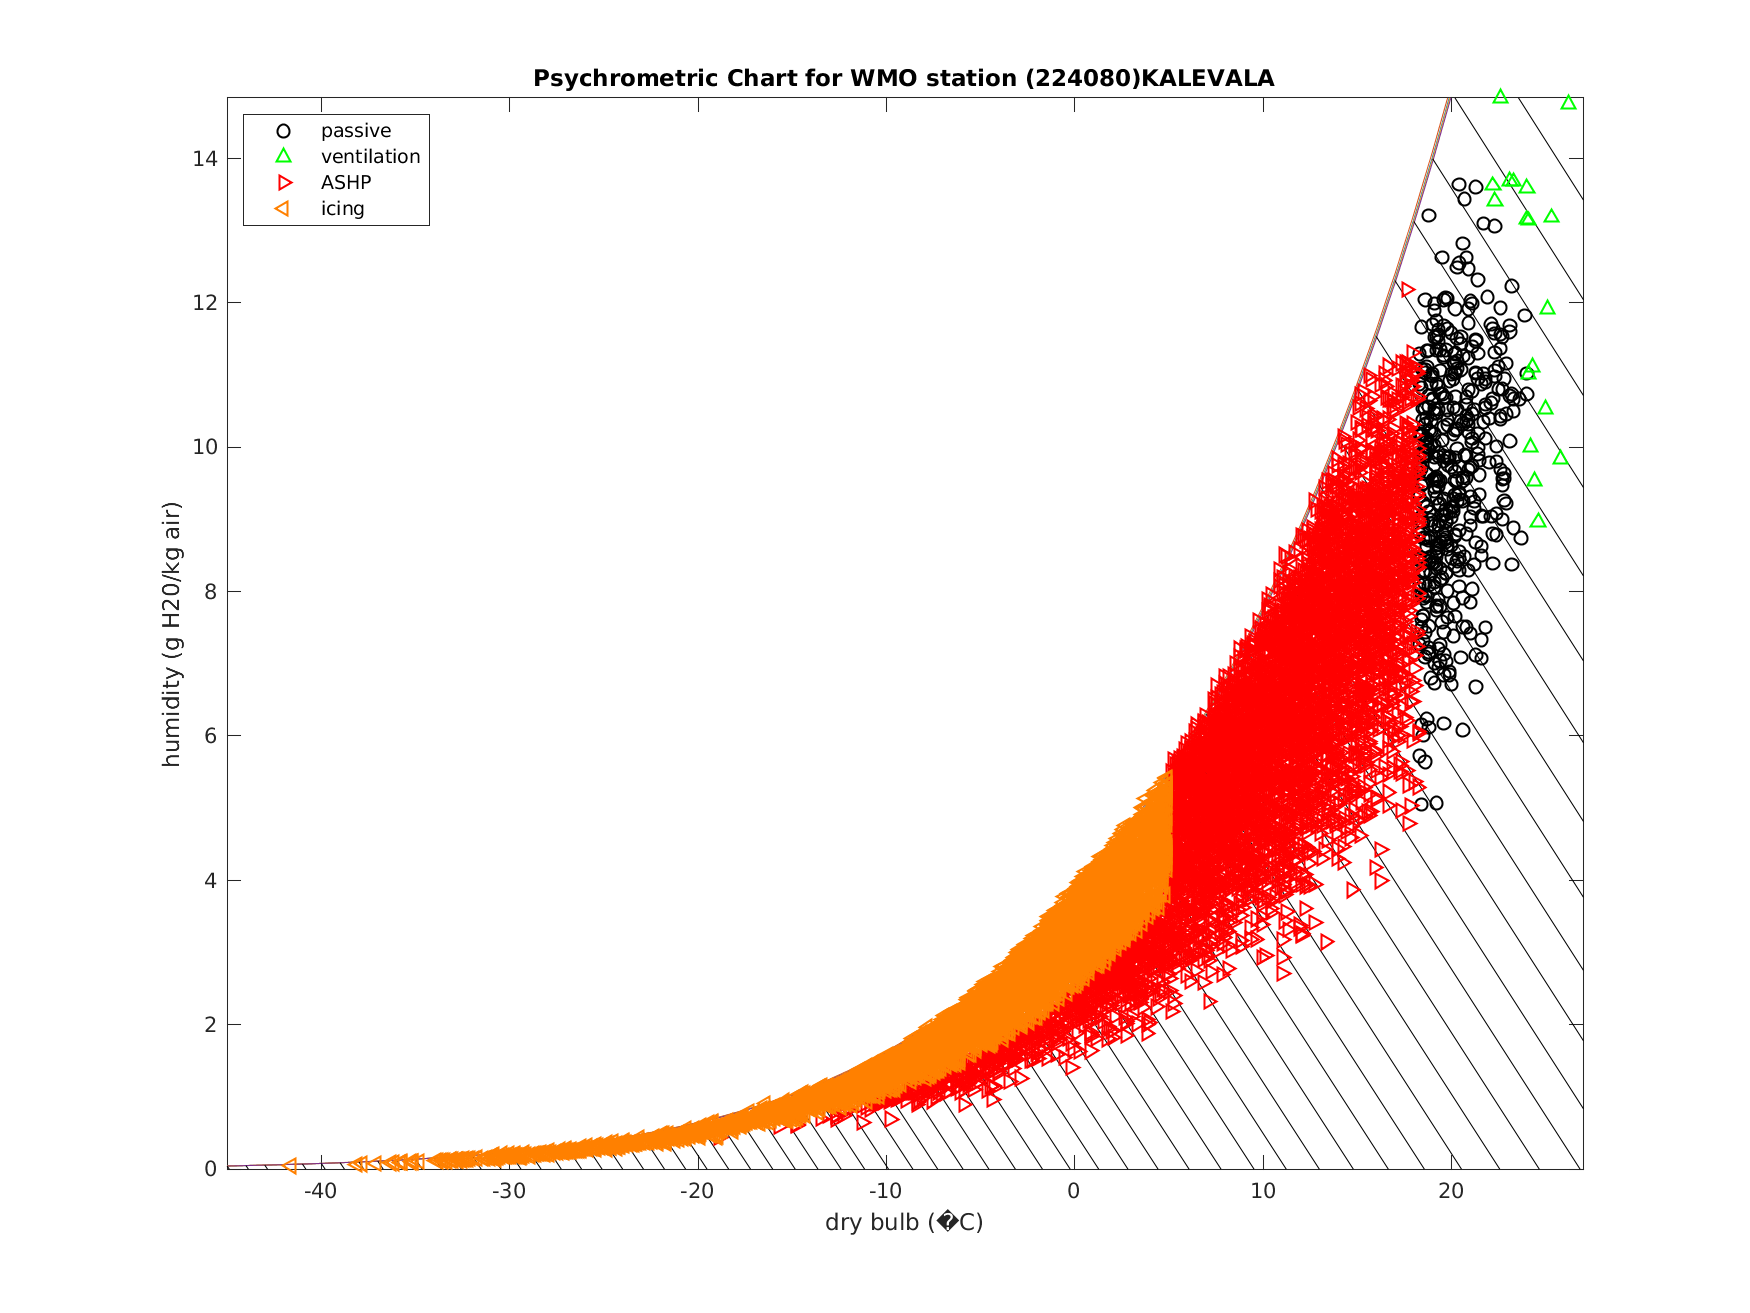 Psychrometric Chart for WMO station (224080)KALEVALA
passive
ventilation
ASHP
icing
humidity (g H20/kg air)
14
12
10
8
6
4
2
0
-40 -30 -20 -10 0 10 20
dry bulb (�C)